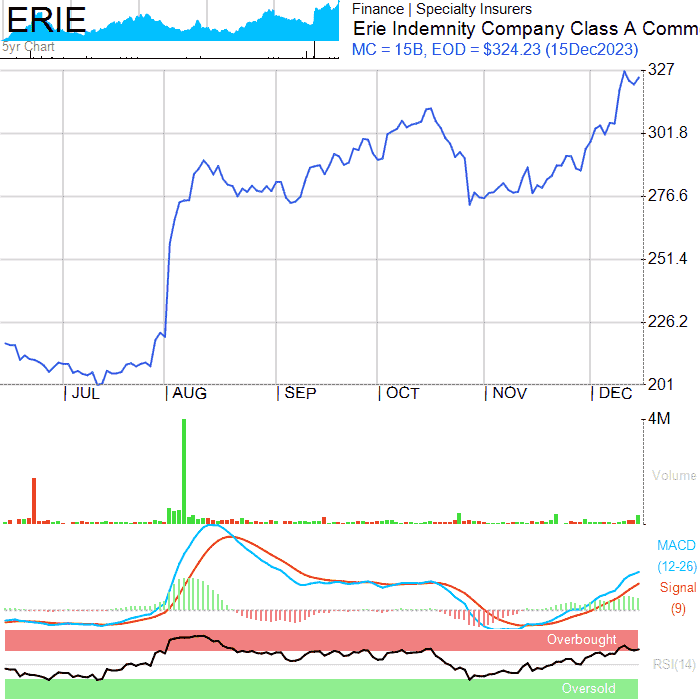 ERIE
5yr Chart
Finance | Specialty Insurers
Erie Indemnity Company Class A Comm
MC = 15B, EOD = $324.23 (15Dec2023)
327
301.8
276.6
251.4
226.2
201
| JUL | AUG | SEP | OCT | NOV | DEC
4M
Volume
MACD
(12-26)
Signal
(9)
Overbought
RSI(14)
Oversold